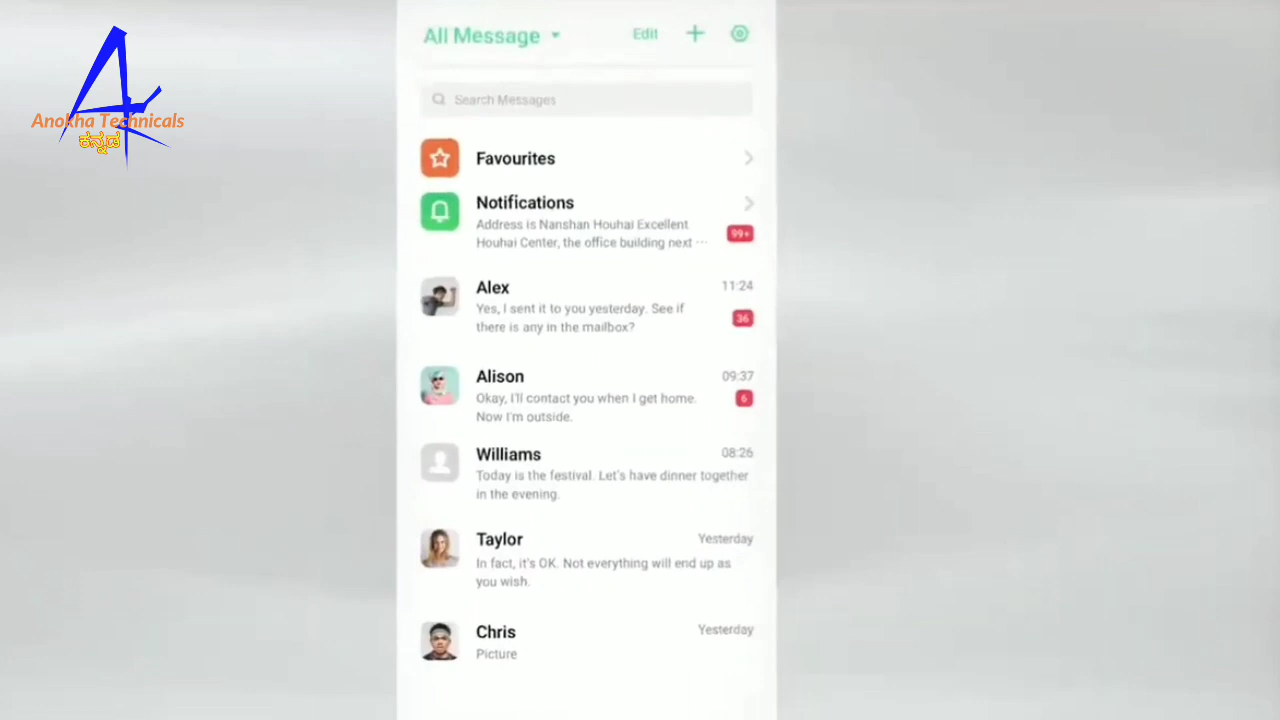 Anokha Technicals
ಕನ್ನಡ
All Message
Edit
Search Messages
Favourites
Notifications
Address is Nanshan Houhai Excellent
Houhai Center, the office building next ···
99+
Alex
11:24
Yes, I sent it to you yesterday. See if
there is any in the mailbox?
36
Alison
09:37
Okay, I'll contact you when I get home.
Now I'm outside.
6
Williams
08:26
Today is the festival. Let's have dinner together
in the evening.
Taylor
Yesterday
In fact, it's OK. Not everything will end up as
you wish.
Chris
Yesterday
Picture